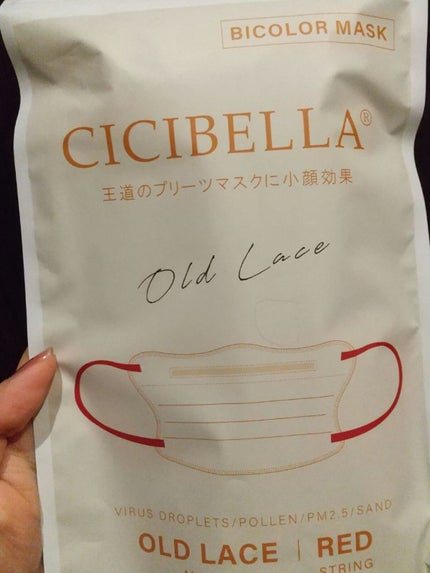 BICOLOR MASK
CICIBELLA®
王道のプリーツマスクに小顔効果
Old Lace
VIRUS DROPLETS/POLLEN/PM2.5/SAND
OLD LACE | RED
STRING